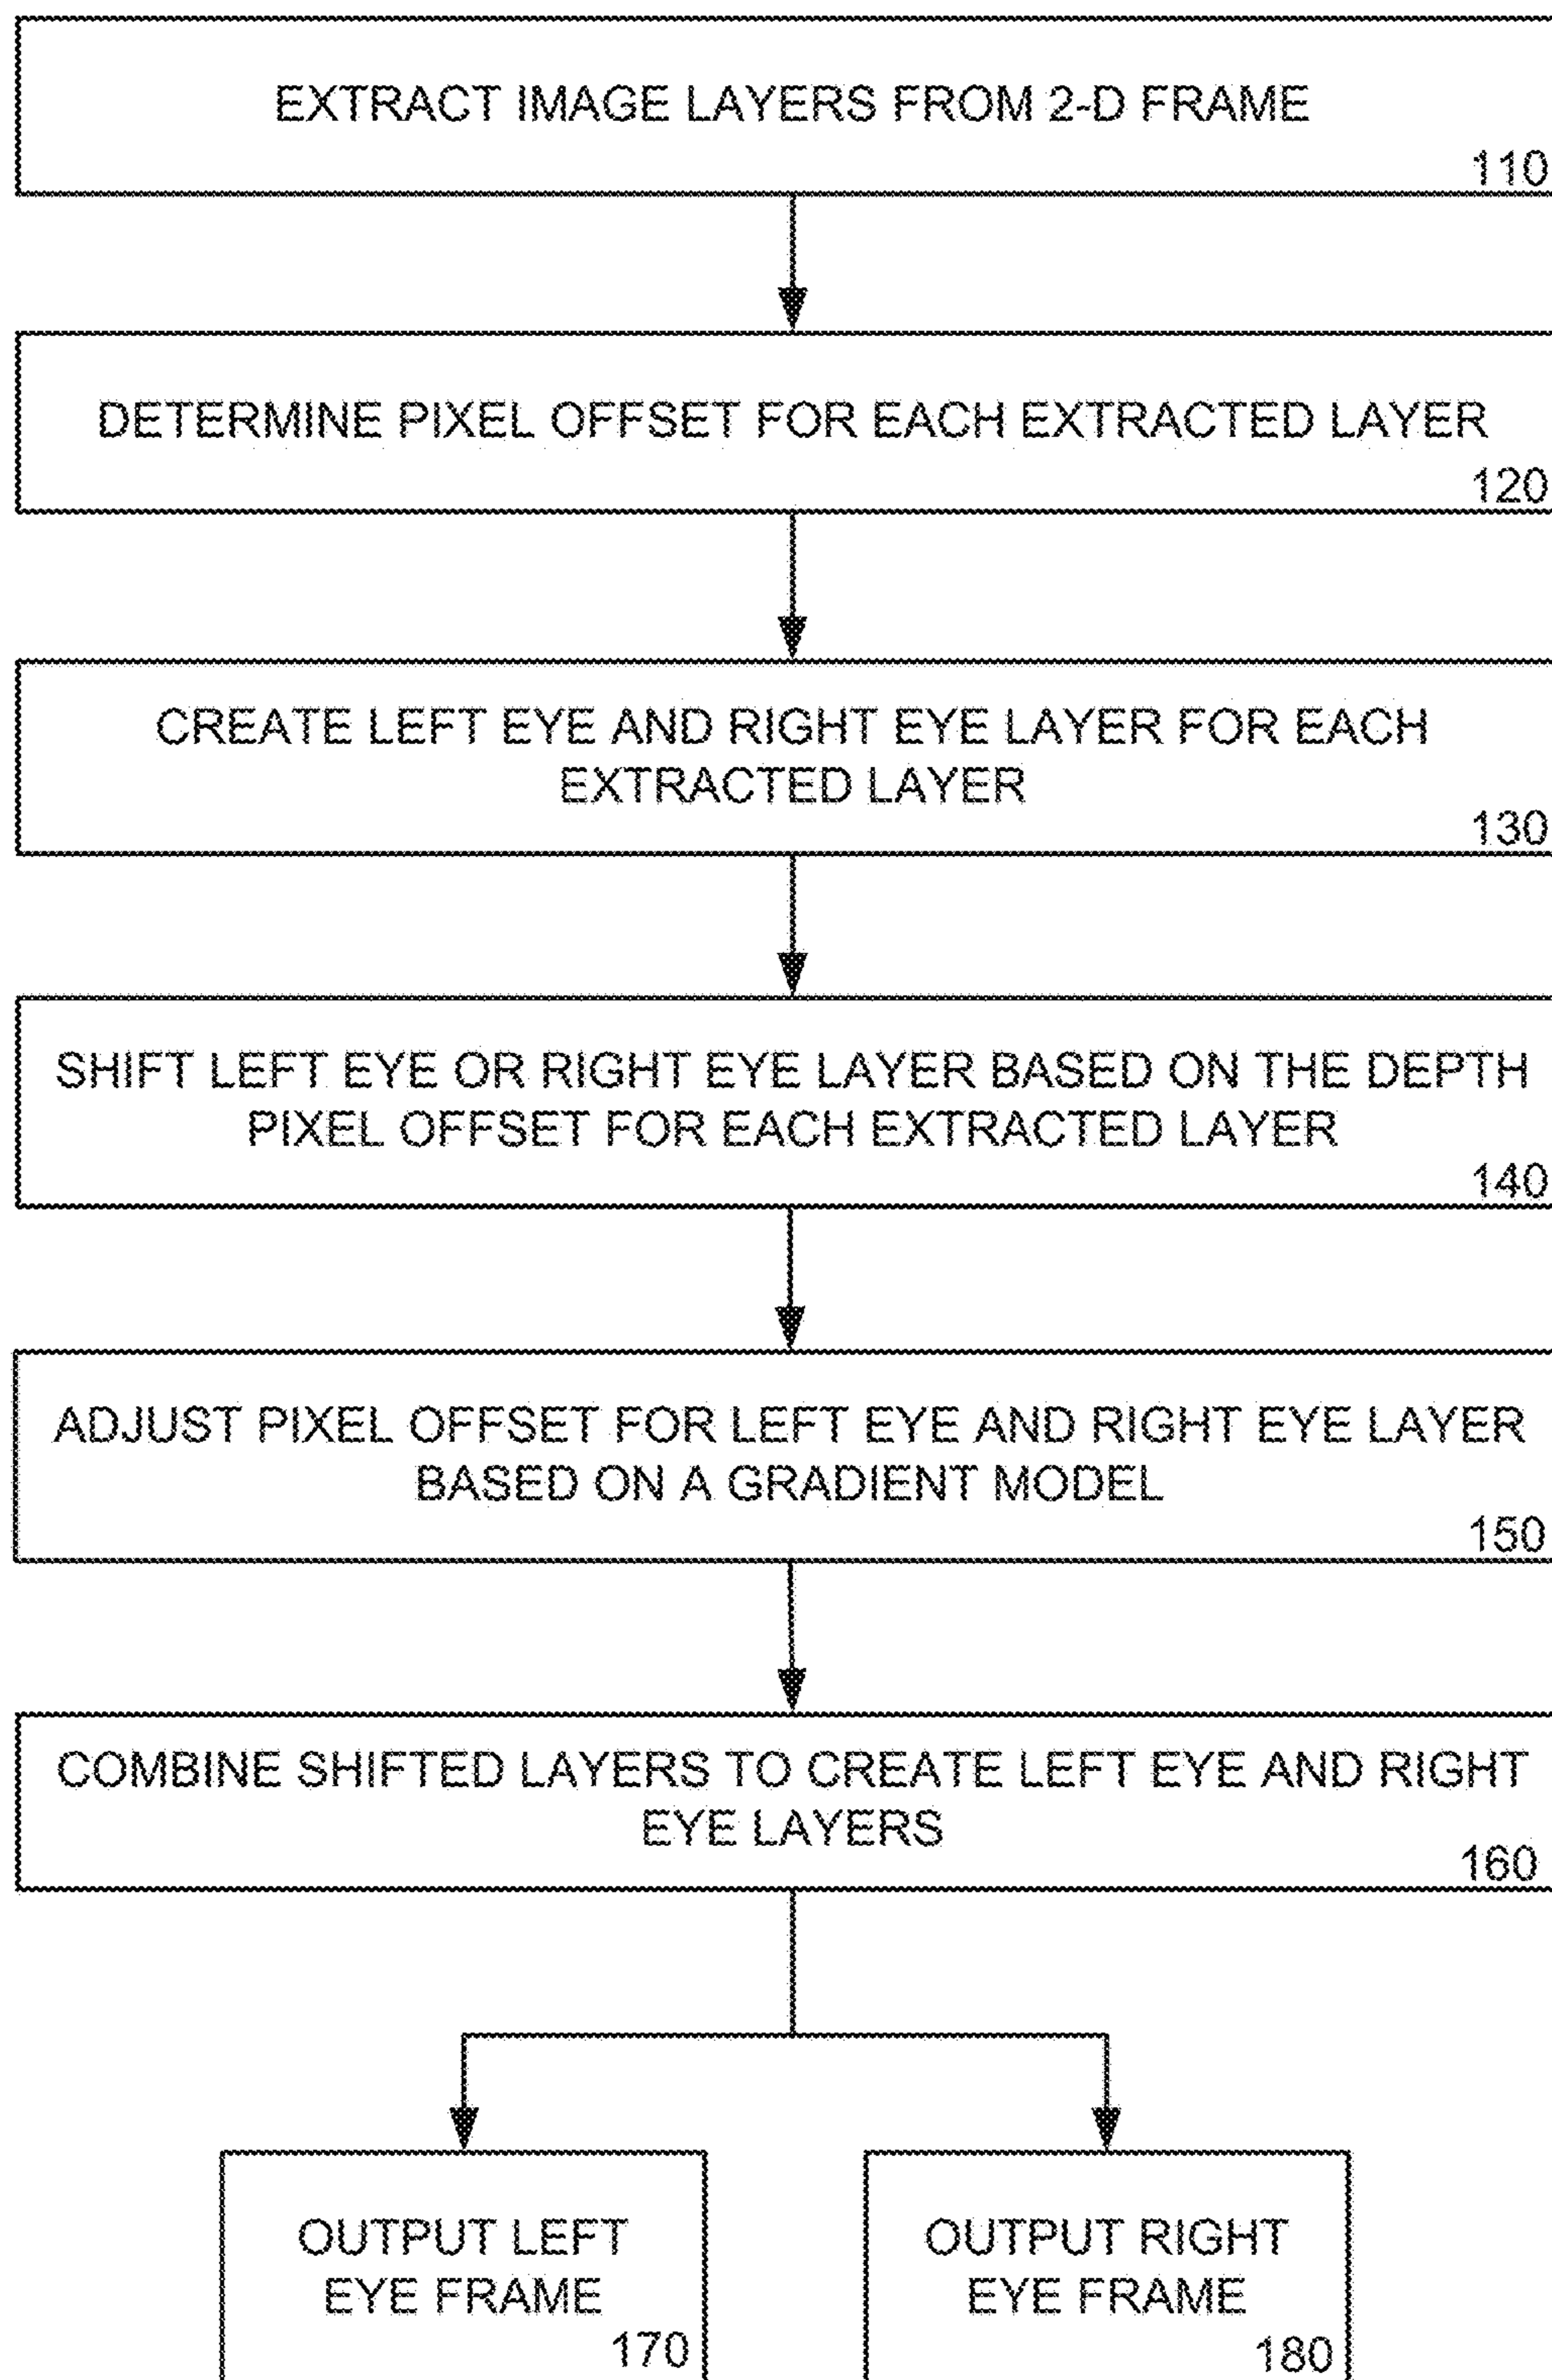 EXTRACT IMAGE LAYERS FROM 2-D FRAME
110
DETERMINE PIXEL OFFSET FOR EACH EXTRACTED LAYER
120
CREATE LEFT EYE AND RIGHT EYE LAYER FOR EACH
EXTRACTED LAYER
130
SHIFT LEFT EYE OR RIGHT EYE LAYER BASED ON THE DEPTH
PIXEL OFFSET FOR EACH EXTRACTED LAYER
140
ADJUST PIXEL OFFSET FOR LEFT EYE AND RIGHT EYE LAYER
BASED ON A GRADIENT MODEL
150
COMBINE SHIFTED LAYERS TO CREATE LEFT EYE AND RIGHT
EYE LAYERS
160
OUTPUT LEFT
EYE FRAME
170
OUTPUT RIGHT
EYE FRAME
180